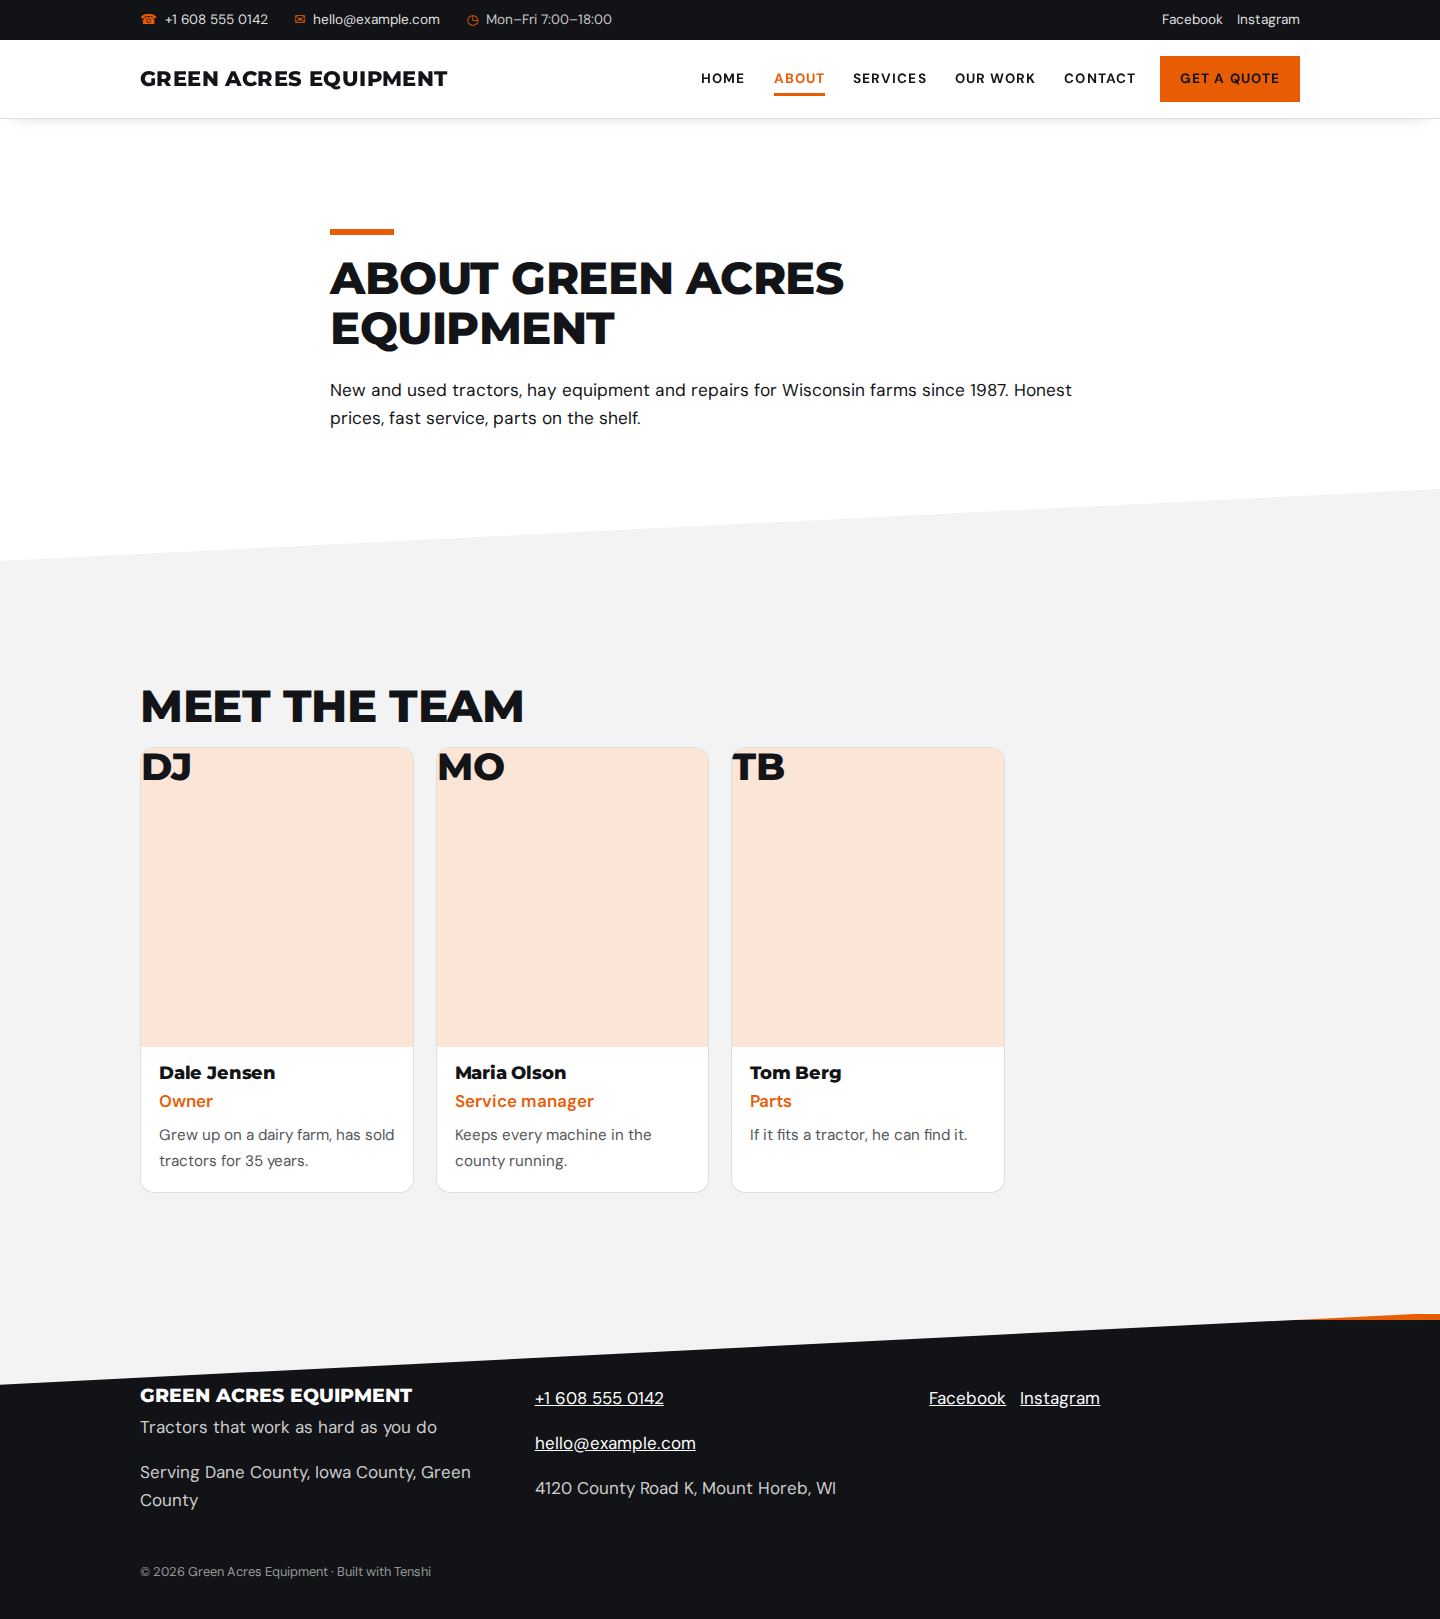 ☎ +1 608 555 0142 ✉ hello@example.com ◷ Mon–Fri 7:00–18:00 Facebook Instagram
GREEN ACRES EQUIPMENT HOME ABOUT SERVICES OUR WORK CONTACT GET A QUOTE
ABOUT GREEN ACRES
EQUIPMENT
New and used tractors, hay equipment and repairs for Wisconsin farms since 1987. Honest
prices, fast service, parts on the shelf.
MEET THE TEAM
DJ
Dale Jensen
Owner
Grew up on a dairy farm, has sold
tractors for 35 years.
MO
Maria Olson
Service manager
Keeps every machine in the
county running.
TB
Tom Berg
Parts
If it fits a tractor, he can find it.
GREEN ACRES EQUIPMENT
Tractors that work as hard as you do
Serving Dane County, Iowa County, Green
County
+1 608 555 0142
hello@example.com
4120 County Road K, Mount Horeb, WI
Facebook Instagram
© 2026 Green Acres Equipment · Built with Tenshi